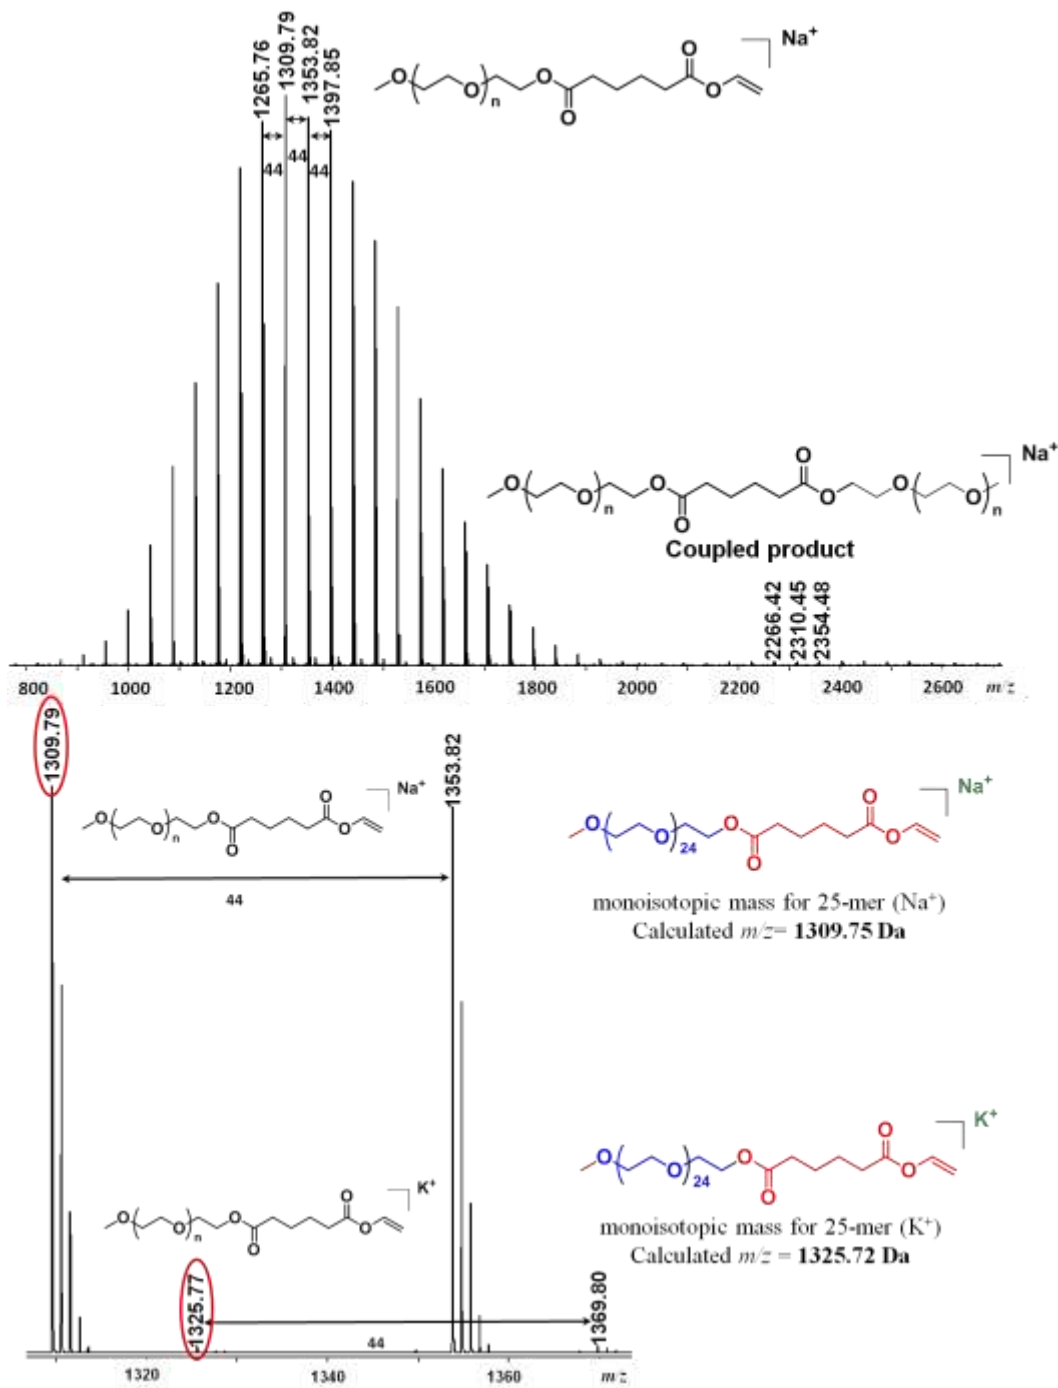 1265.76
1309.79
1353.82
1397.85
44
44
44
O
O
n
O
O
O
O
Na+
O
O
n
O
O
O
O
O
O
n
Na+
Coupled product
2266.42
2310.45
2354.48
800 1000 1200 1400 1600 1800 2000 2200 2400 2600 m/z
1309.79
1353.82
O
O
n
O
O
O
O
Na+
44
O
O
24
O
O
O
O
Na+
monoisotopic mass for 25-mer (Na+)
Calculated m/z= 1309.75 Da
O
O
n
O
O
O
O
K+
1325.77
1369.80
44
O
O
24
O
O
O
O
K+
monoisotopic mass for 25-mer (K+)
Calculated m/z = 1325.72 Da
1320 1340 1360 m/z